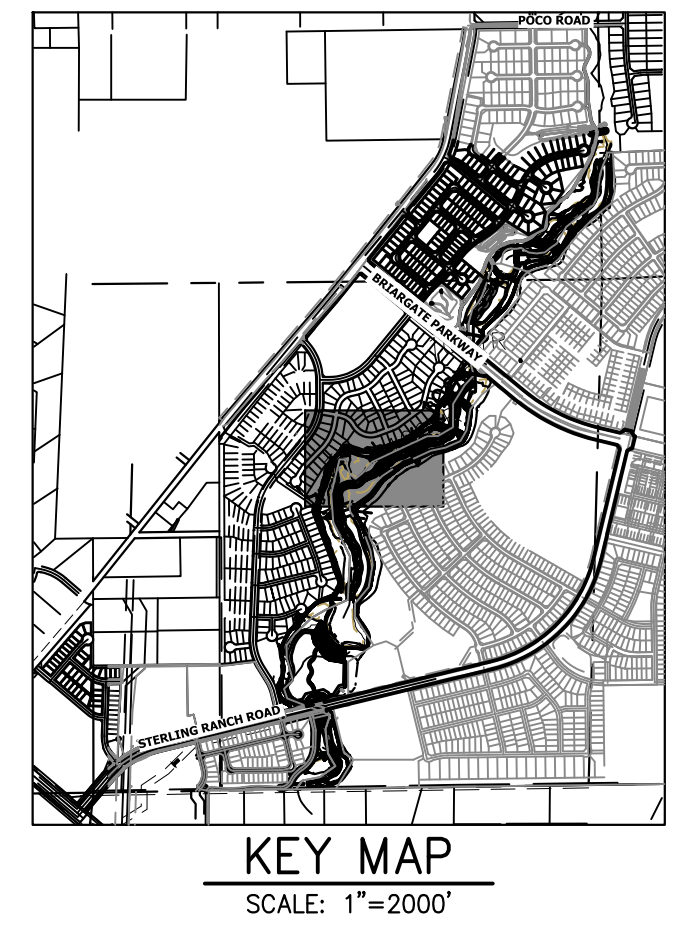 POCO ROAD
BRIARGATE PARKWAY
STERLING RANCH ROAD
KEY MAP
SCALE: 1"=2000'